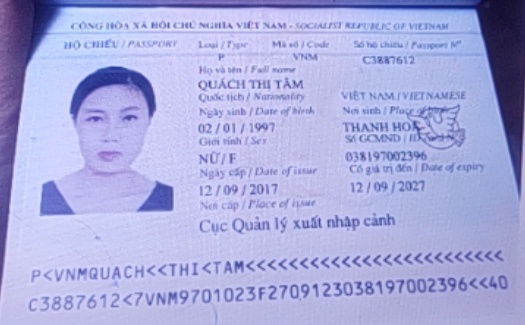 CỘNG HÒA XÃ HỘI CHỦ NGHĨA VIỆT NAM - SOCIALIST REPUBLIC OF VIETNAM
HỘ CHIẾU / PASSPORT Loại / Type Mã số / Code Số hộ chiếu / Passport Nº
P VNM C3887612
Họ và tên / Full name
QUÁCH THỊ TÂM
Quốc tịch / Nationality VIỆT NAM / VIETNAMESE
Ngày sinh / Date of birth Nơi sinh / Place of birth
02 / 01 / 1997 THANH HOÁ
Giới tính / Sex Số GCMND /
NỮ / F 038197002396
Ngày cấp / Date of issue Có giá trị đến / Date of expiry
12 / 09 / 2017 12 / 09 / 2027
Nơi cấp / Place of issue
Cục Quản lý xuất nhập cảnh
P<VNMQUACH<<THI<TAM<<<<<<<<<<<<<<<<<<<<<<<<<
C3887612<7VNM9701023F2709123038197002396<<40